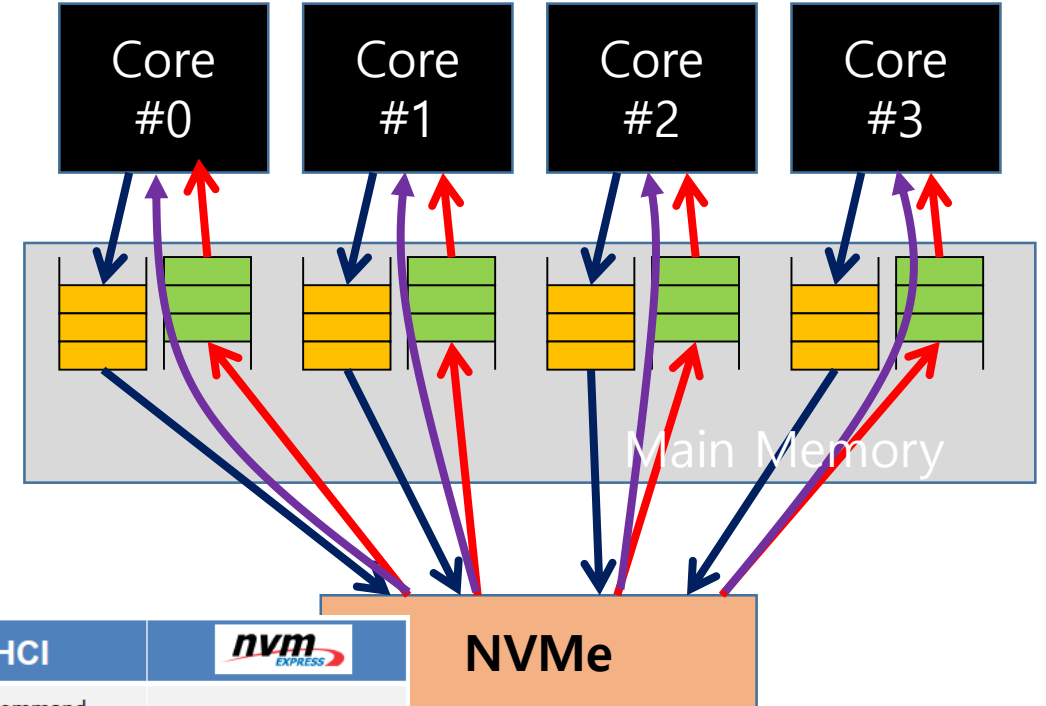 Core
#0
Core
#1
Core
#2
Core
#3
Main Memory
NVMe
HCI
nvm
EXPRESS